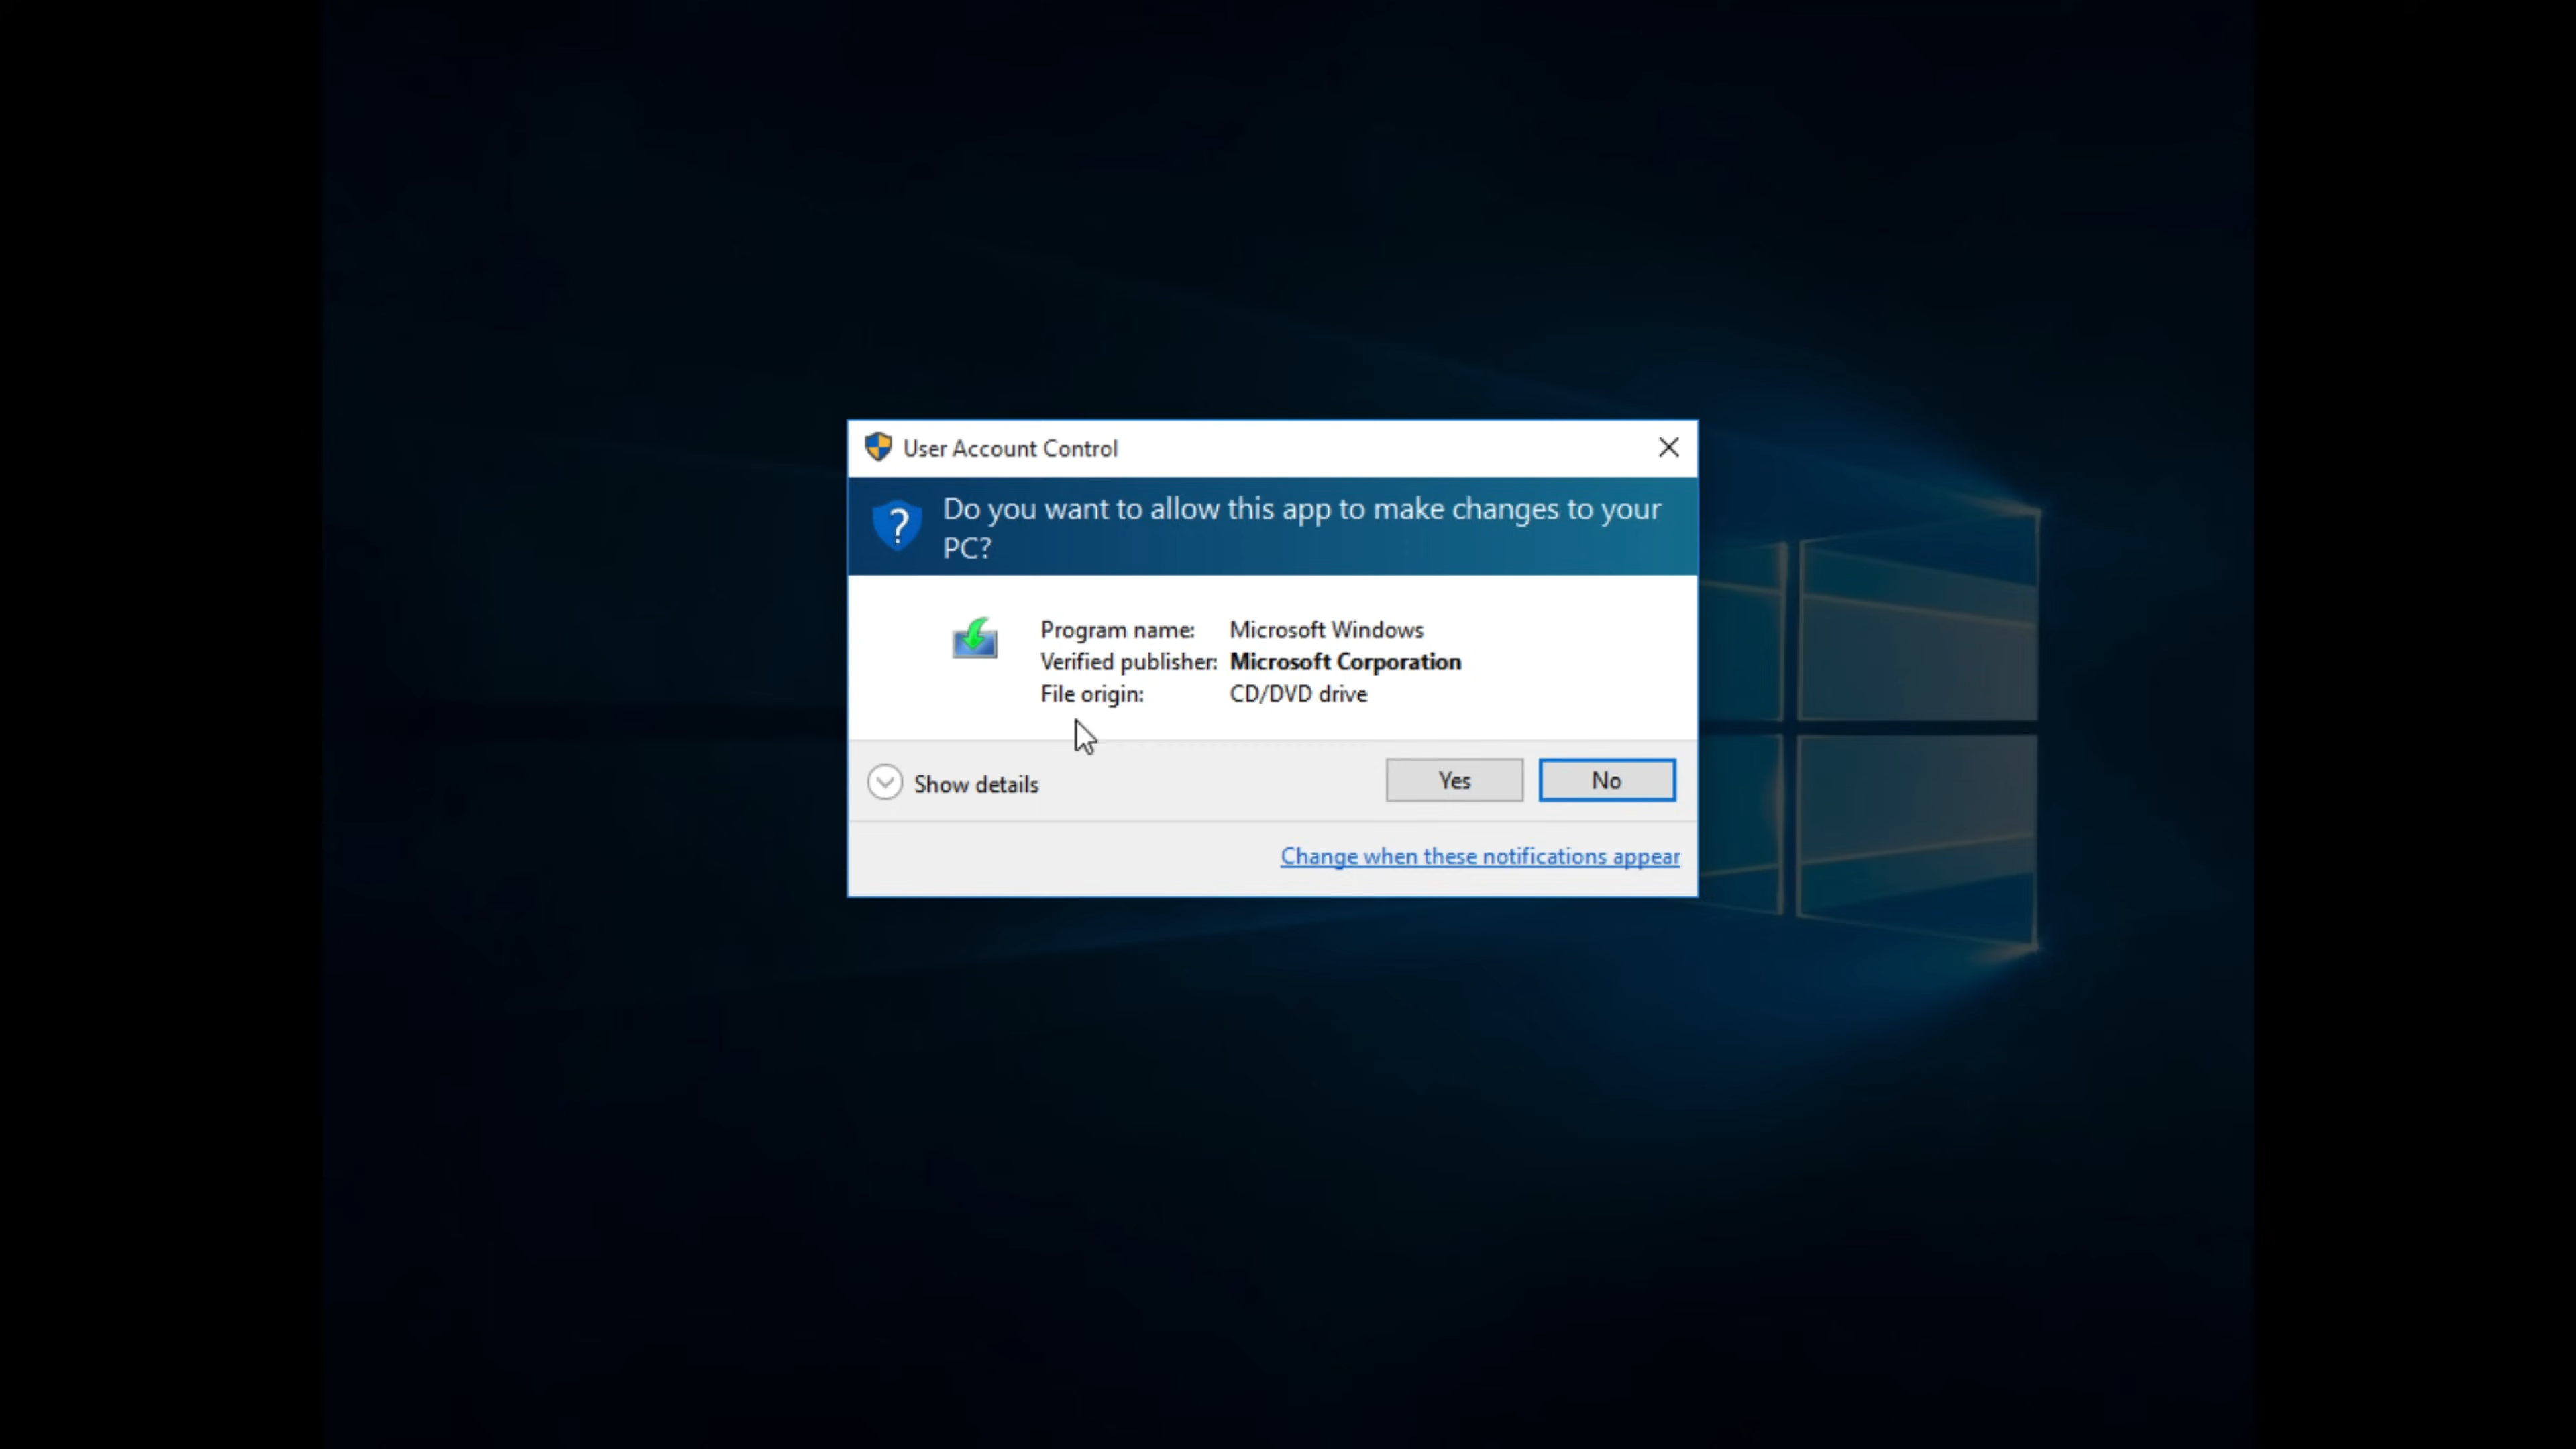 User Account Control
?
Do you want to allow this app to make changes to your
PC?
Program name: Microsoft Windows
Verified publisher: Microsoft Corporation
File origin: CD/DVD drive
Show details
Yes
No
Change when these notifications appear